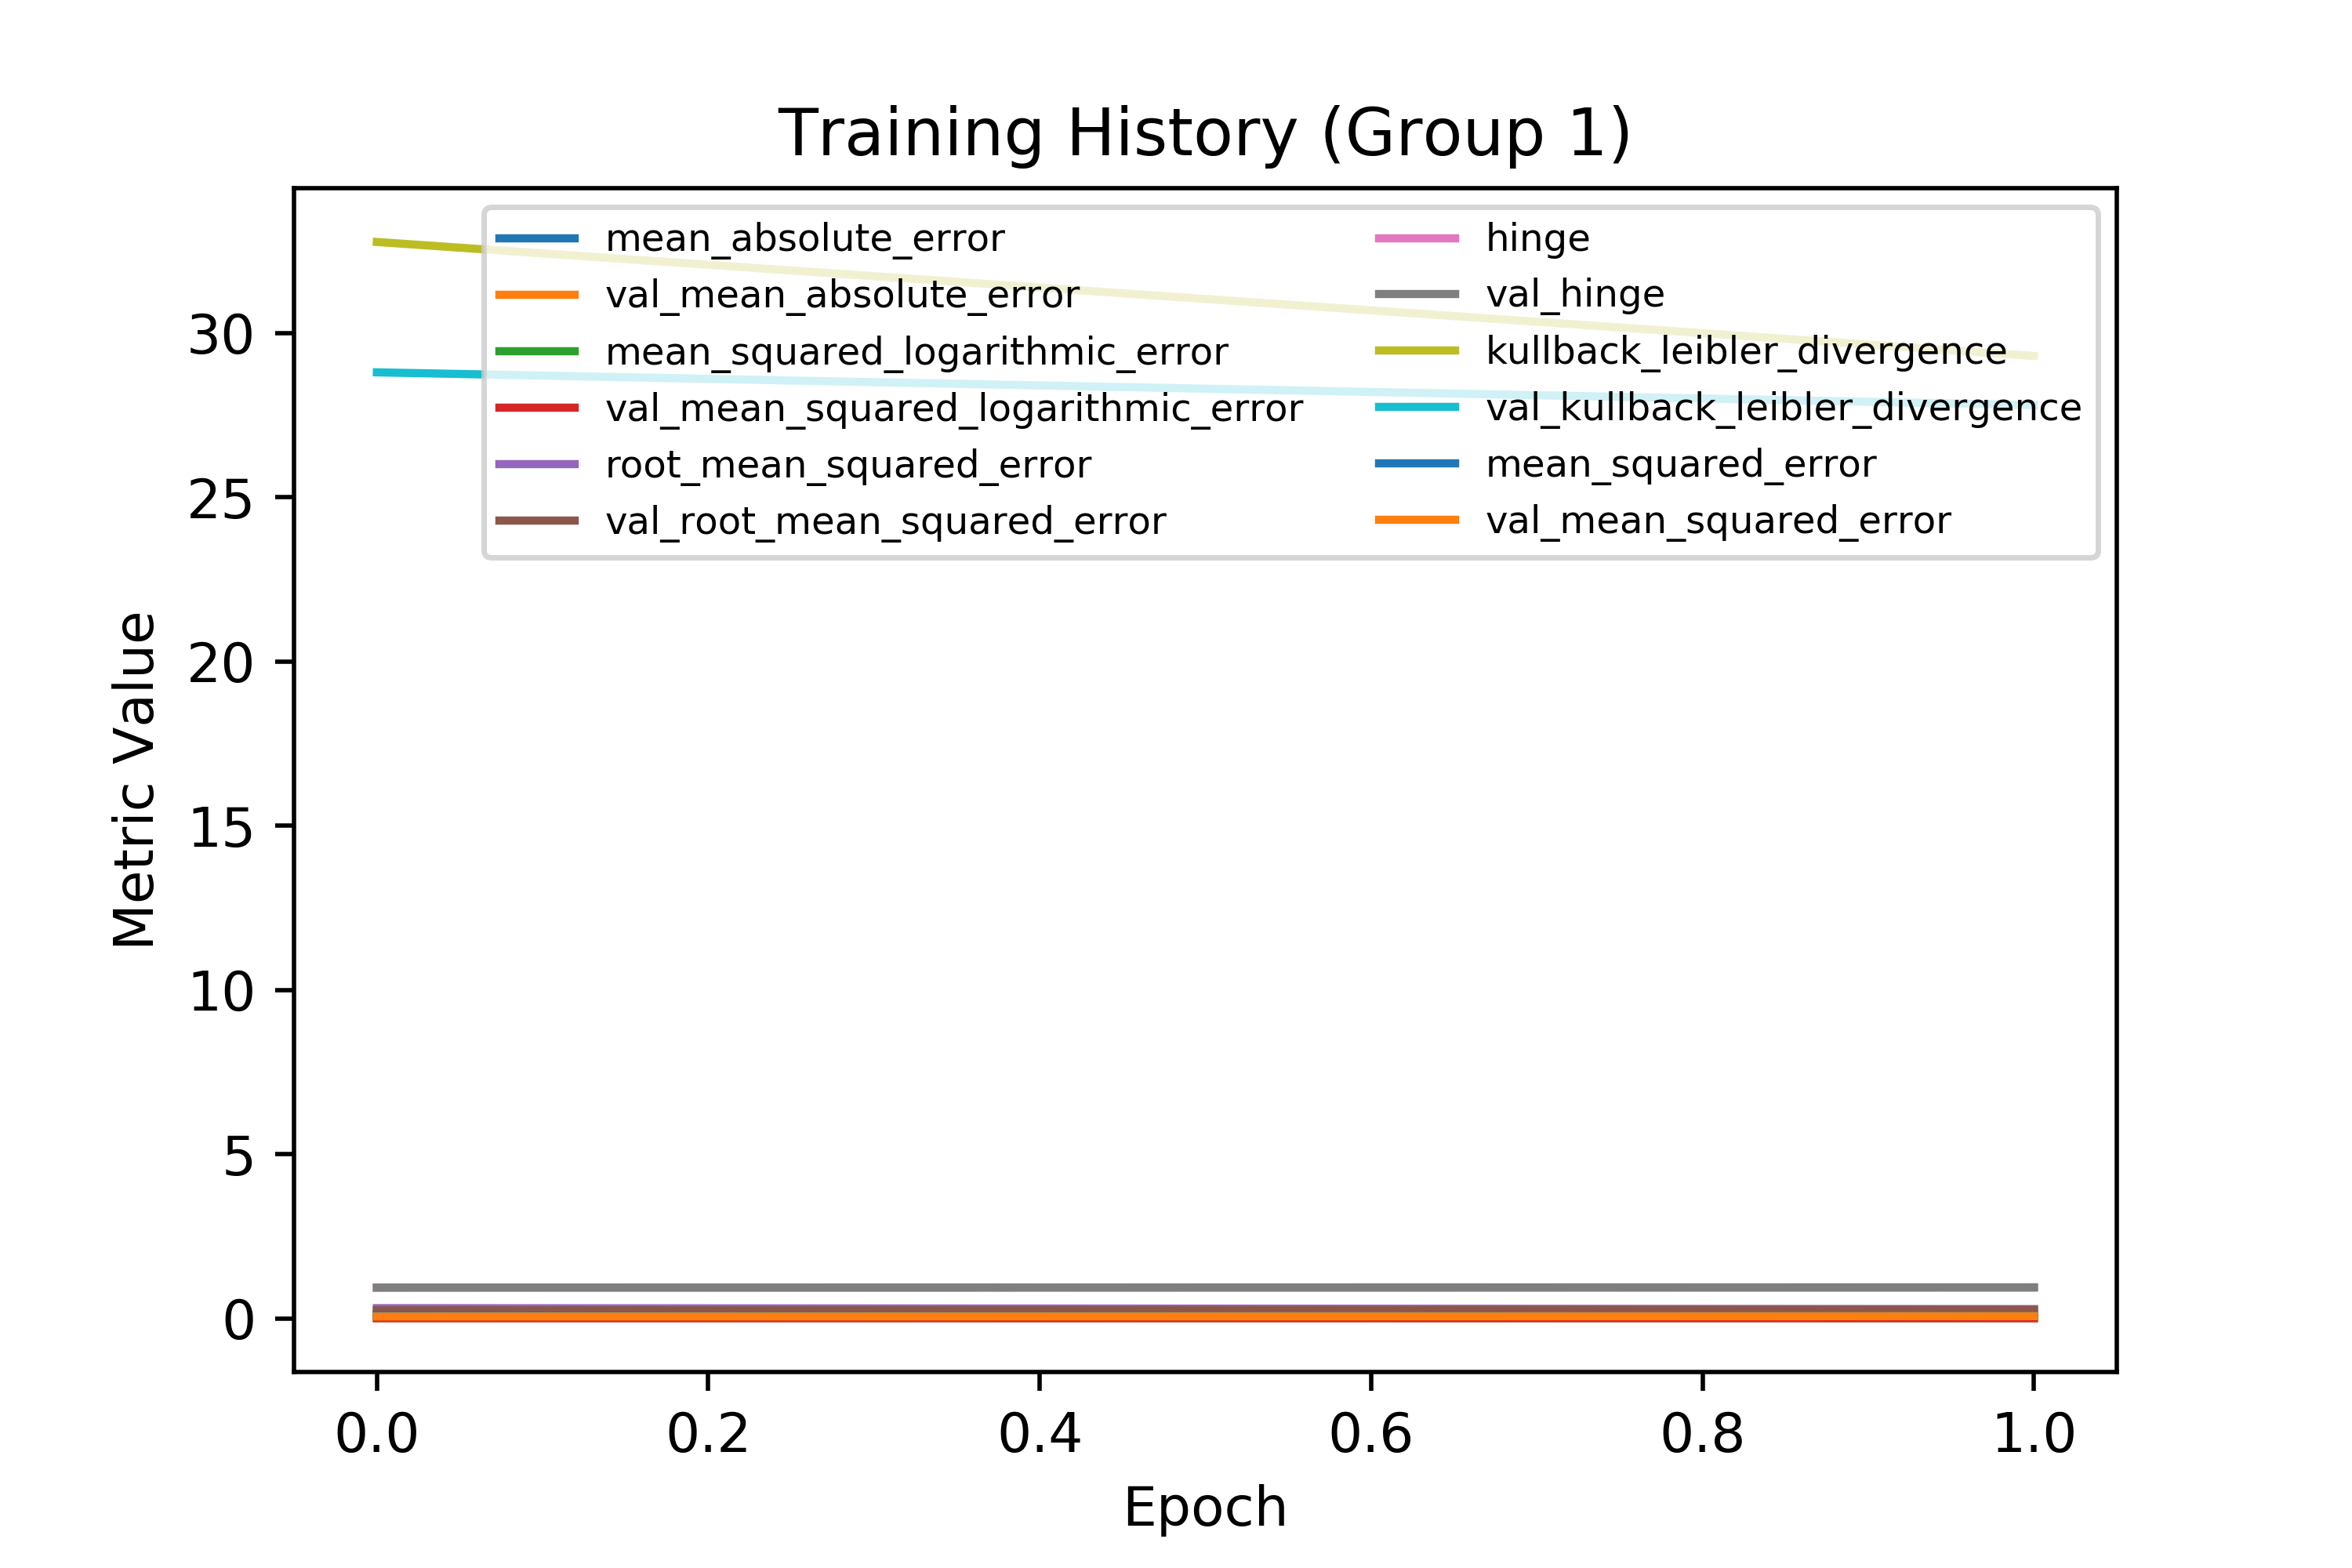 Training History (Group 1)
mean_absolute_error
val_mean_absolute_error
mean_squared_logarithmic_error
val_mean_squared_logarithmic_error
root_mean_squared_error
val_root_mean_squared_error
hinge
val_hinge
kullback_leibler_divergence
val_kullback_leibler_divergence
mean_squared_error
val_mean_squared_error
Metric Value
30
25
20
15
10
5
0
0.0 0.2 0.4 0.6 0.8 1.0
Epoch